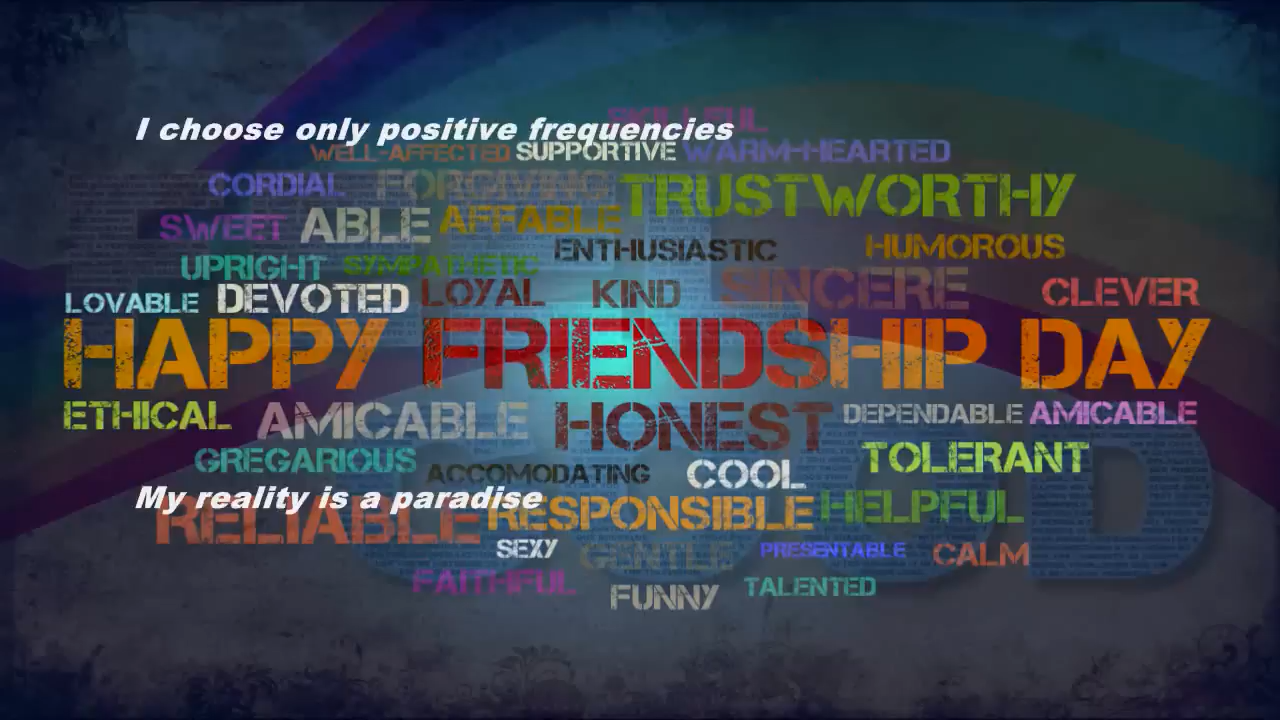 SKILLFUL
I choose only positive frequencies
WELL-AFFECTED SUPPORTIVE WARM-HEARTED
CORDIAL FORGIVING TRUSTWORTHY
SWEET ABLE AFFABLE
ENTHUSIASTIC HUMOROUS
UPRIGHT SYMPATHETIC
LOVABLE DEVOTED LOYAL KIND SINCERE CLEVER
HAPPY FRIENDSHIP DAY
ETHICAL AMICABLE HONEST DEPENDABLE AMICABLE
GREGARIOUS ACCOMODATING COOL TOLERANT
My reality is a paradise
RELIABLE RESPONSIBLE HELPFUL
SEXY GENTLE PRESENTABLE CALM
FAITHFUL FUNNY TALENTED